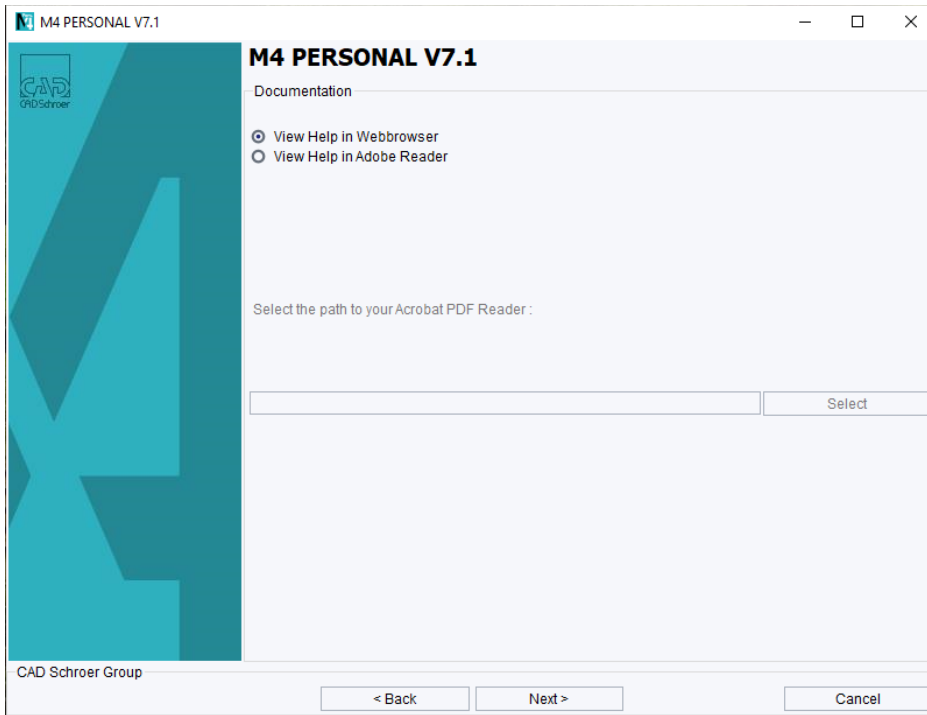 M4 PERSONAL V7.1
CAD
CADSchroer
M4 PERSONAL V7.1
Documentation
View Help in Webbrowser
View Help in Adobe Reader
Select the path to your Acrobat PDF Reader :
Select
CAD Schroer Group
< Back
Next >
Cancel